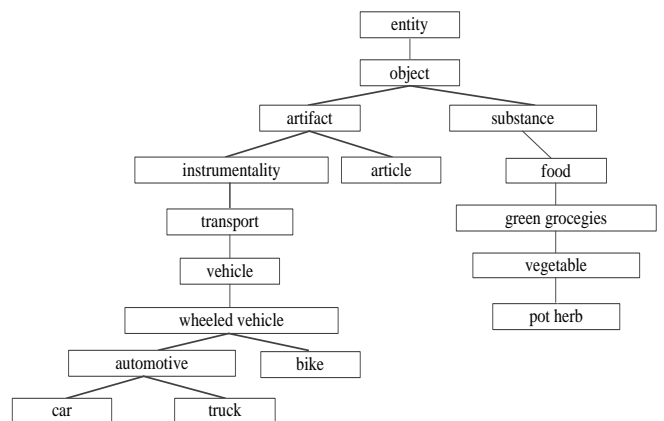 entity
object
artifact
substance
instrumentality
article
food
transport
green grocegies
vehicle
vegetable
wheeled vehicle
pot herb
automotive
bike
car
truck